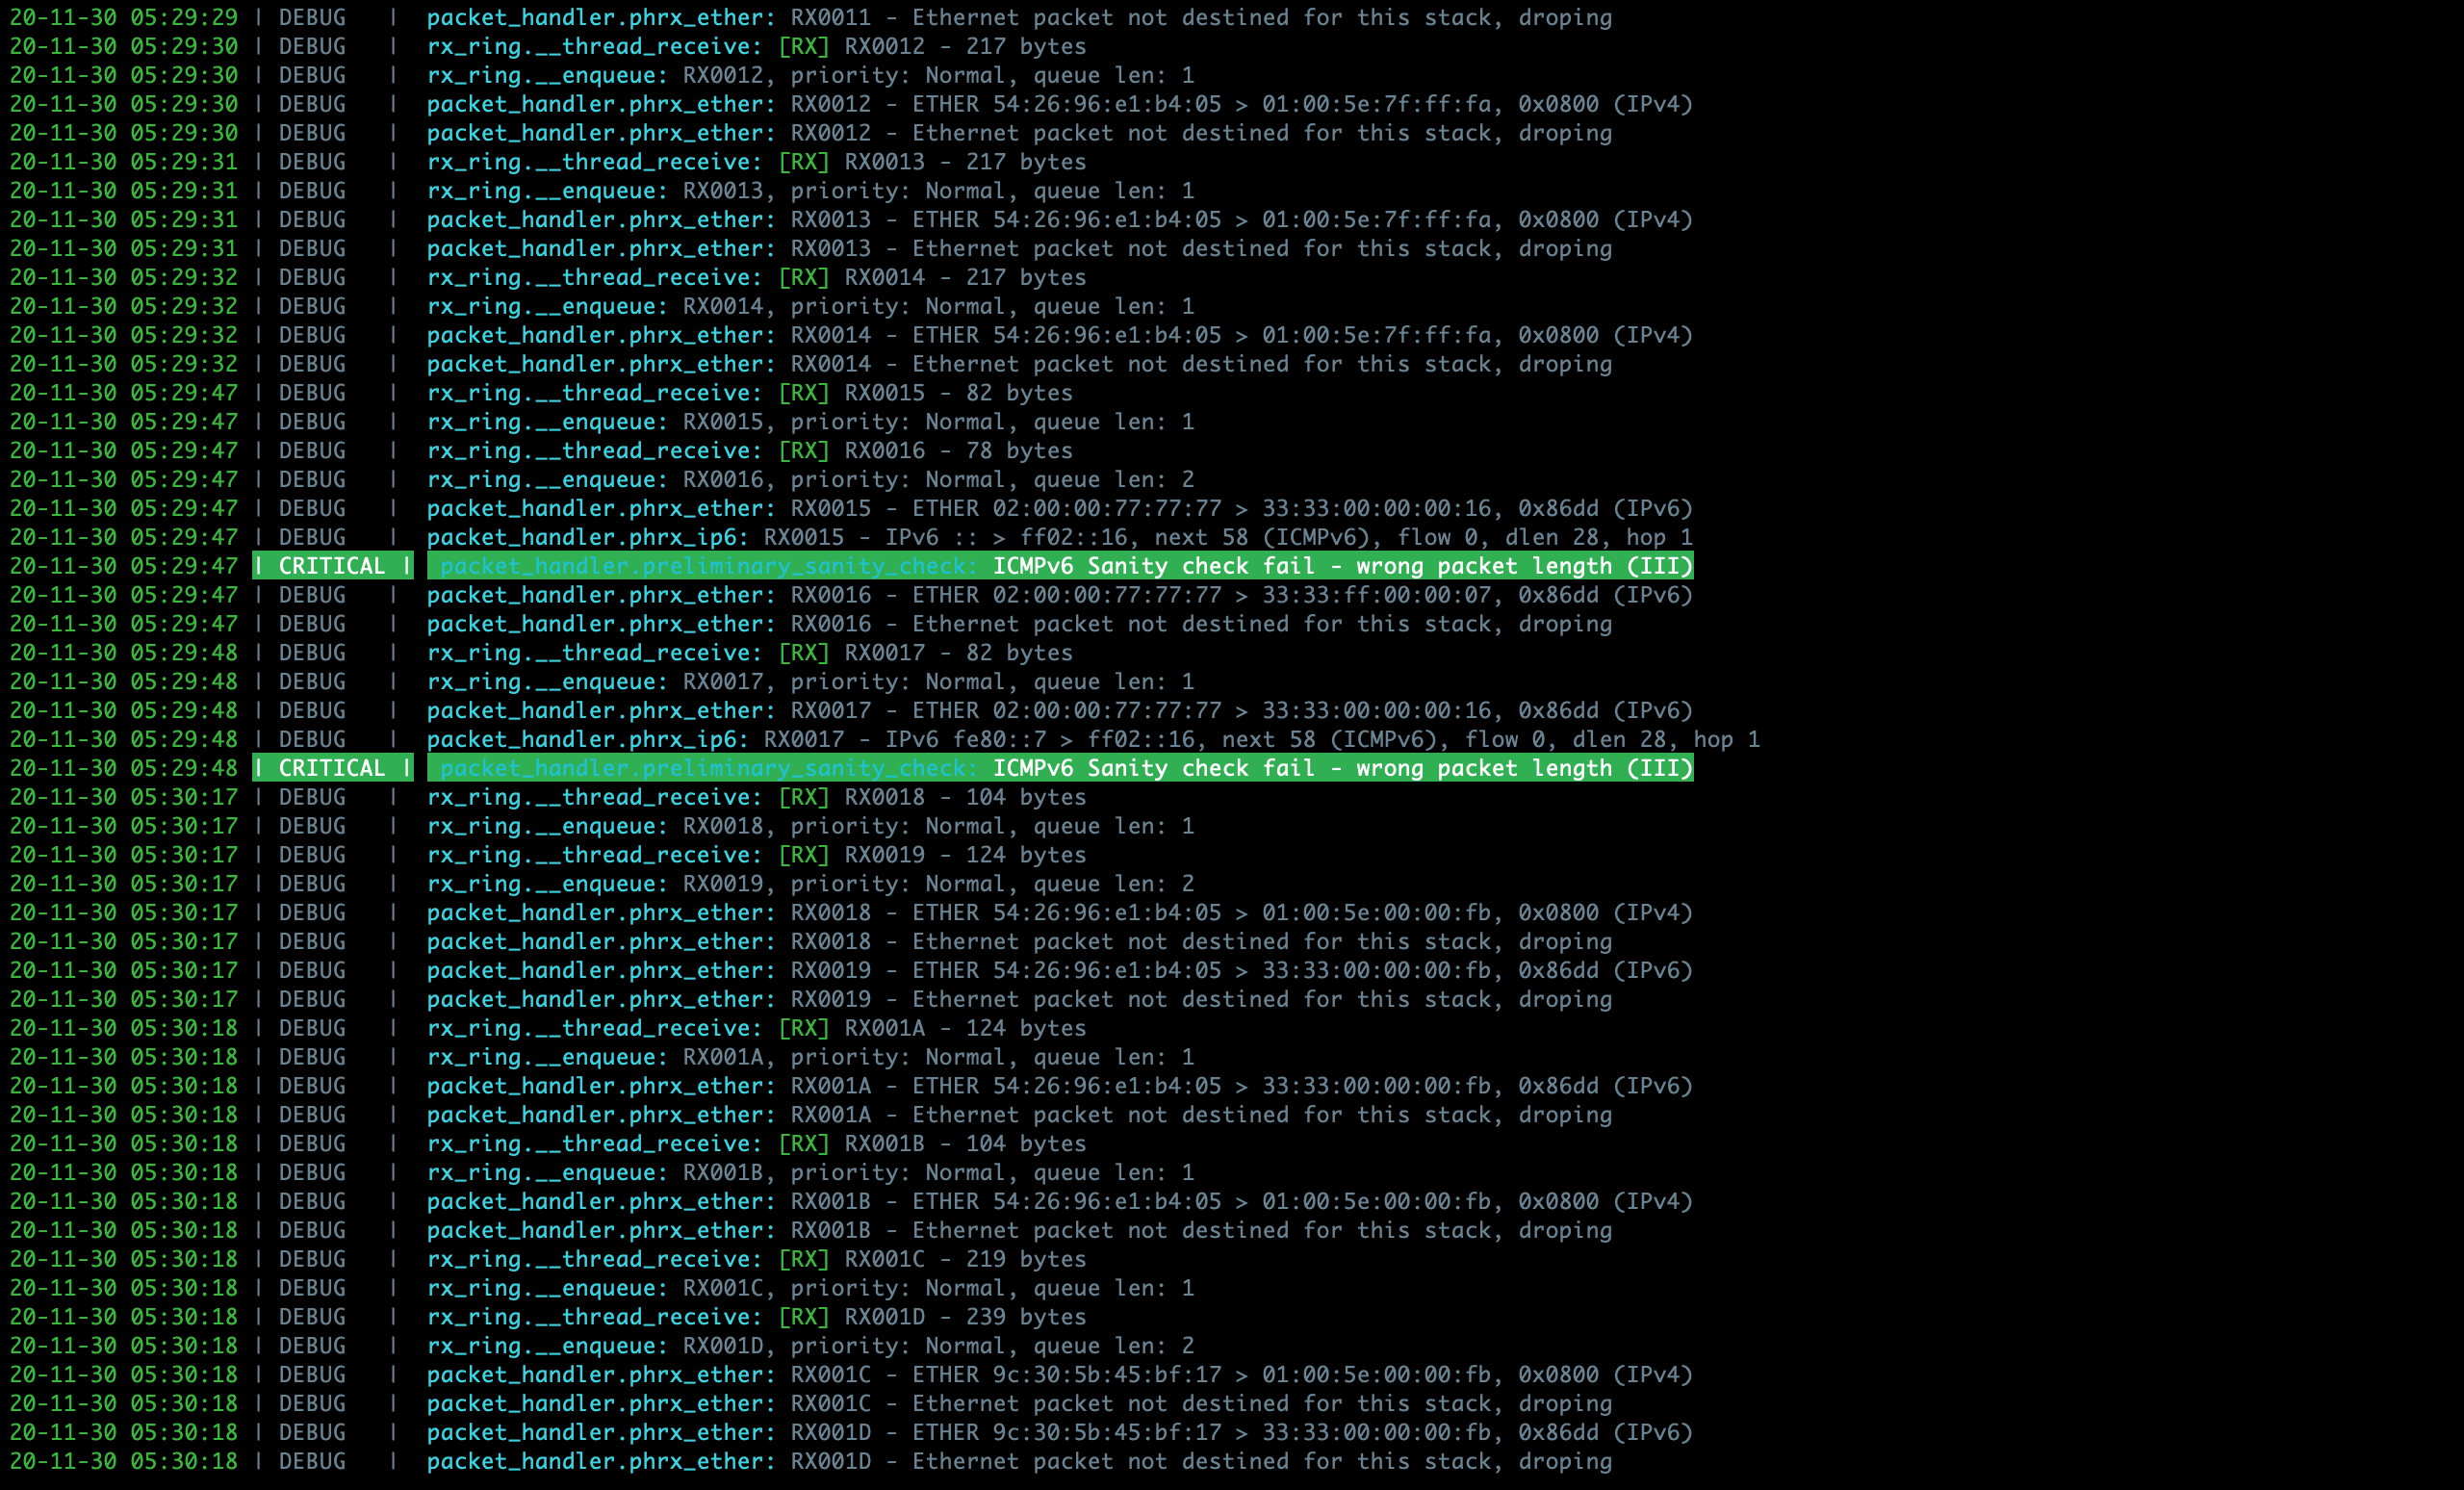 20-11-30 05:29:29 | DEBUG | packet_handler.phrx_ether: RX0011 - Ethernet packet not destined for this stack, droping
20-11-30 05:29:30 | DEBUG | rx_ring.__thread_receive: [RX] RX0012 - 217 bytes
20-11-30 05:29:30 | DEBUG | rx_ring.__enqueue: RX0012, priority: Normal, queue len: 1
20-11-30 05:29:30 | DEBUG | packet_handler.phrx_ether: RX0012 - ETHER 54:26:96:e1:b4:05 > 01:00:5e:7f:ff:fa, 0x0800 (IPv4)
20-11-30 05:29:30 | DEBUG | packet_handler.phrx_ether: RX0012 - Ethernet packet not destined for this stack, droping
20-11-30 05:29:31 | DEBUG | rx_ring.__thread_receive: [RX] RX0013 - 217 bytes
20-11-30 05:29:31 | DEBUG | rx_ring.__enqueue: RX0013, priority: Normal, queue len: 1
20-11-30 05:29:31 | DEBUG | packet_handler.phrx_ether: RX0013 - ETHER 54:26:96:e1:b4:05 > 01:00:5e:7f:ff:fa, 0x0800 (IPv4)
20-11-30 05:29:31 | DEBUG | packet_handler.phrx_ether: RX0013 - Ethernet packet not destined for this stack, droping
20-11-30 05:29:32 | DEBUG | rx_ring.__thread_receive: [RX] RX0014 - 217 bytes
20-11-30 05:29:32 | DEBUG | rx_ring.__enqueue: RX0014, priority: Normal, queue len: 1
20-11-30 05:29:32 | DEBUG | packet_handler.phrx_ether: RX0014 - ETHER 54:26:96:e1:b4:05 > 01:00:5e:7f:ff:fa, 0x0800 (IPv4)
20-11-30 05:29:32 | DEBUG | packet_handler.phrx_ether: RX0014 - Ethernet packet not destined for this stack, droping
20-11-30 05:29:47 | DEBUG | rx_ring.__thread_receive: [RX] RX0015 - 82 bytes
20-11-30 05:29:47 | DEBUG | rx_ring.__enqueue: RX0015, priority: Normal, queue len: 1
20-11-30 05:29:47 | DEBUG | rx_ring.__thread_receive: [RX] RX0016 - 78 bytes
20-11-30 05:29:47 | DEBUG | rx_ring.__enqueue: RX0016, priority: Normal, queue len: 2
20-11-30 05:29:47 | DEBUG | packet_handler.phrx_ether: RX0015 - ETHER 02:00:00:77:77:77 > 33:33:00:00:00:16, 0x86dd (IPv6)
20-11-30 05:29:47 | DEBUG | packet_handler.phrx_ip6: RX0015 - IPv6 :: > ff02::16, next 58 (ICMPv6), flow 0, dlen 28, hop 1
20-11-30 05:29:47 | CRITICAL | packet_handler.preliminary_sanity_check: ICMPv6 Sanity check fail - wrong packet length (III)
20-11-30 05:29:47 | DEBUG | packet_handler.phrx_ether: RX0016 - ETHER 02:00:00:77:77:77 > 33:33:ff:00:00:07, 0x86dd (IPv6)
20-11-30 05:29:47 | DEBUG | packet_handler.phrx_ether: RX0016 - Ethernet packet not destined for this stack, droping
20-11-30 05:29:48 | DEBUG | rx_ring.__thread_receive: [RX] RX0017 - 82 bytes
20-11-30 05:29:48 | DEBUG | rx_ring.__enqueue: RX0017, priority: Normal, queue len: 1
20-11-30 05:29:48 | DEBUG | packet_handler.phrx_ether: RX0017 - ETHER 02:00:00:77:77:77 > 33:33:00:00:00:16, 0x86dd (IPv6)
20-11-30 05:29:48 | DEBUG | packet_handler.phrx_ip6: RX0017 - IPv6 fe80::7 > ff02::16, next 58 (ICMPv6), flow 0, dlen 28, hop 1
20-11-30 05:29:48 | CRITICAL | packet_handler.preliminary_sanity_check: ICMPv6 Sanity check fail - wrong packet length (III)
20-11-30 05:30:17 | DEBUG | rx_ring.__thread_receive: [RX] RX0018 - 104 bytes
20-11-30 05:30:17 | DEBUG | rx_ring.__enqueue: RX0018, priority: Normal, queue len: 1
20-11-30 05:30:17 | DEBUG | rx_ring.__thread_receive: [RX] RX0019 - 124 bytes
20-11-30 05:30:17 | DEBUG | rx_ring.__enqueue: RX0019, priority: Normal, queue len: 2
20-11-30 05:30:17 | DEBUG | packet_handler.phrx_ether: RX0018 - ETHER 54:26:96:e1:b4:05 > 01:00:5e:00:00:fb, 0x0800 (IPv4)
20-11-30 05:30:17 | DEBUG | packet_handler.phrx_ether: RX0018 - Ethernet packet not destined for this stack, droping
20-11-30 05:30:17 | DEBUG | packet_handler.phrx_ether: RX0019 - ETHER 54:26:96:e1:b4:05 > 33:33:00:00:00:fb, 0x86dd (IPv6)
20-11-30 05:30:17 | DEBUG | packet_handler.phrx_ether: RX0019 - Ethernet packet not destined for this stack, droping
20-11-30 05:30:18 | DEBUG | rx_ring.__thread_receive: [RX] RX001A - 124 bytes
20-11-30 05:30:18 | DEBUG | rx_ring.__enqueue: RX001A, priority: Normal, queue len: 1
20-11-30 05:30:18 | DEBUG | packet_handler.phrx_ether: RX001A - ETHER 54:26:96:e1:b4:05 > 33:33:00:00:00:fb, 0x86dd (IPv6)
20-11-30 05:30:18 | DEBUG | packet_handler.phrx_ether: RX001A - Ethernet packet not destined for this stack, droping
20-11-30 05:30:18 | DEBUG | rx_ring.__thread_receive: [RX] RX001B - 104 bytes
20-11-30 05:30:18 | DEBUG | rx_ring.__enqueue: RX001B, priority: Normal, queue len: 1
20-11-30 05:30:18 | DEBUG | packet_handler.phrx_ether: RX001B - ETHER 54:26:96:e1:b4:05 > 01:00:5e:00:00:fb, 0x0800 (IPv4)
20-11-30 05:30:18 | DEBUG | packet_handler.phrx_ether: RX001B - Ethernet packet not destined for this stack, droping
20-11-30 05:30:18 | DEBUG | rx_ring.__thread_receive: [RX] RX001C - 219 bytes
20-11-30 05:30:18 | DEBUG | rx_ring.__enqueue: RX001C, priority: Normal, queue len: 1
20-11-30 05:30:18 | DEBUG | rx_ring.__thread_receive: [RX] RX001D - 239 bytes
20-11-30 05:30:18 | DEBUG | rx_ring.__enqueue: RX001D, priority: Normal, queue len: 2
20-11-30 05:30:18 | DEBUG | packet_handler.phrx_ether: RX001C - ETHER 9c:30:5b:45:bf:17 > 01:00:5e:00:00:fb, 0x0800 (IPv4)
20-11-30 05:30:18 | DEBUG | packet_handler.phrx_ether: RX001C - Ethernet packet not destined for this stack, droping
20-11-30 05:30:18 | DEBUG | packet_handler.phrx_ether: RX001D - ETHER 9c:30:5b:45:bf:17 > 33:33:00:00:00:fb, 0x86dd (IPv6)
20-11-30 05:30:18 | DEBUG | packet_handler.phrx_ether: RX001D - Ethernet packet not destined for this stack, droping